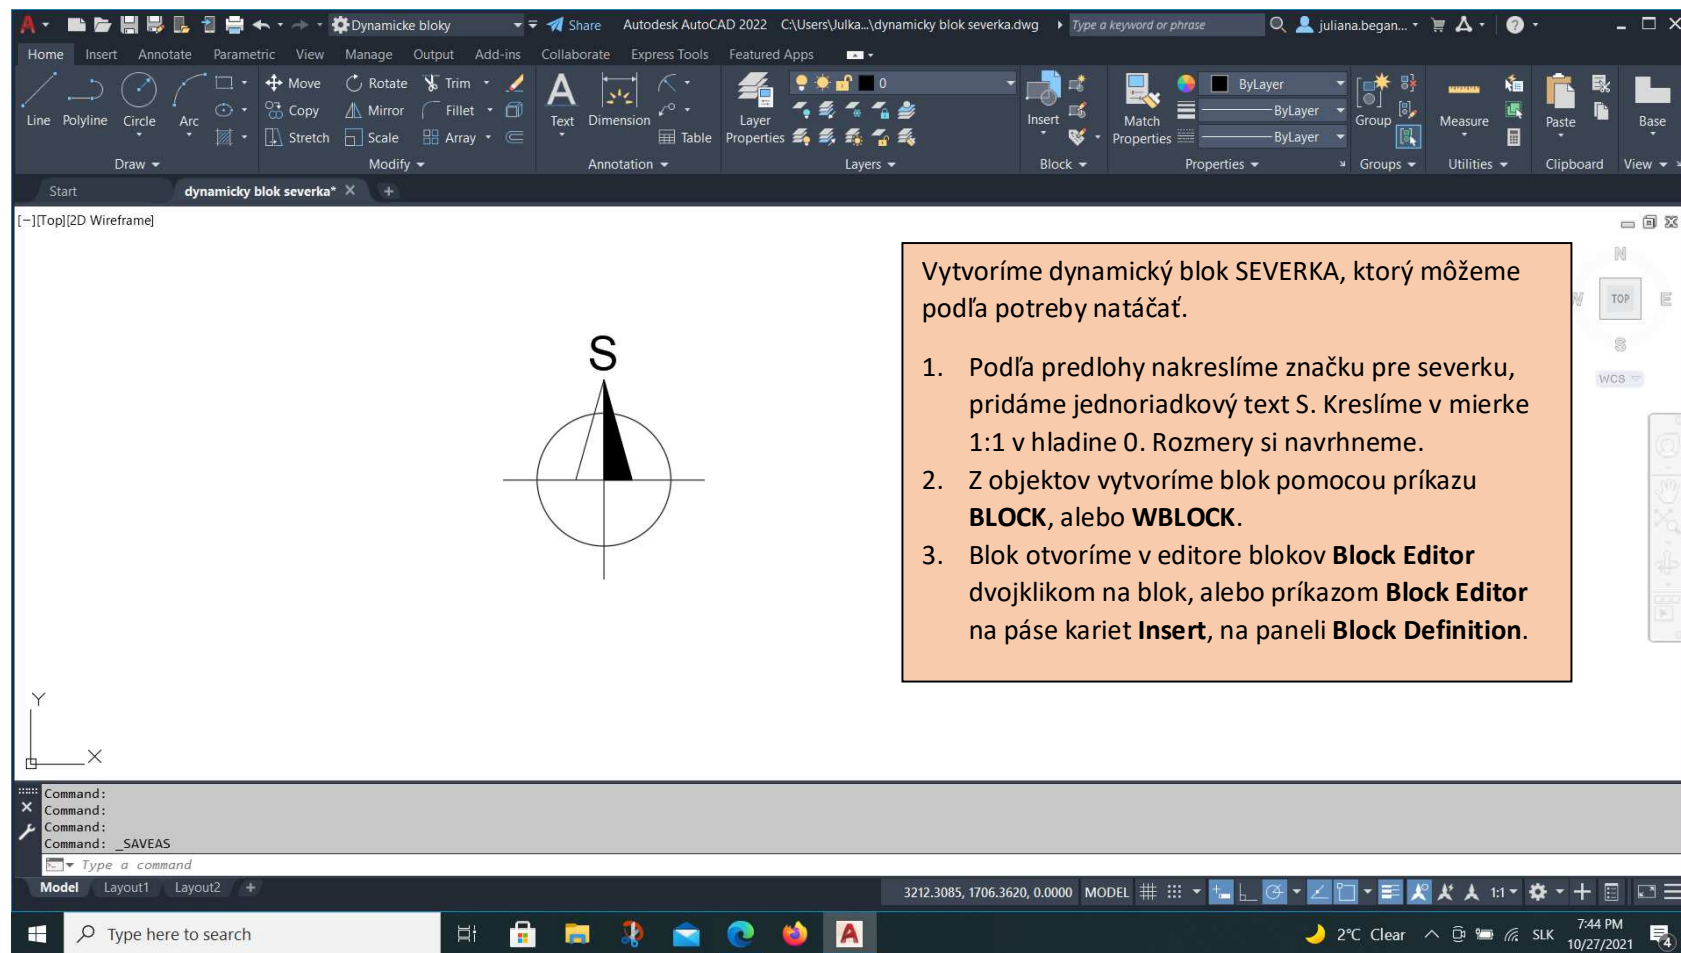 Dynamicke bloky Share Autodesk AutoCAD 2022 C:\Users\Julka...\dynamicky blok severka.dwg Type a keyword or phrase juliana.began...
Home Insert Annotate Parametric View Manage Output Add-ins Collaborate Express Tools Featured Apps
Move Rotate Trim 0 ByLayer
Copy Mirror Fillet ByLayer
Line Polyline Circle Arc Text Dimension Layer Insert Match Group Measure Paste Base
Stretch Scale Array Table Properties Properties ByLayer
Draw Modify Annotation Layers Block Properties Groups Utilities Clipboard View
Start dynamicky blok severka* +
[−][Top][2D Wireframe]
N
W TOP E
S
WCS
S
Vytvoríme dynamický blok SEVERKA, ktorý môžeme
podľa potreby natáčať.
1. Podľa predlohy nakreslíme značku pre severku,
pridáme jednoriadkový text S. Kreslíme v mierke
1:1 v hladine 0. Rozmery si navrhneme.
2. Z objektov vytvoríme blok pomocou príkazu
BLOCK, alebo WBLOCK.
3. Blok otvoríme v editore blokov Block Editor
dvojklikom na blok, alebo príkazom Block Editor
na páse kariet Insert, na paneli Block Definition.
Y
X
Command:
Command:
Command:
Command: _SAVEAS
Type a command
Model Layout1 Layout2 + 3212.3085, 1706.3620, 0.0000 MODEL 1:1
Type here to search 2°C Clear SLK 7:44 PM
10/27/2021 4